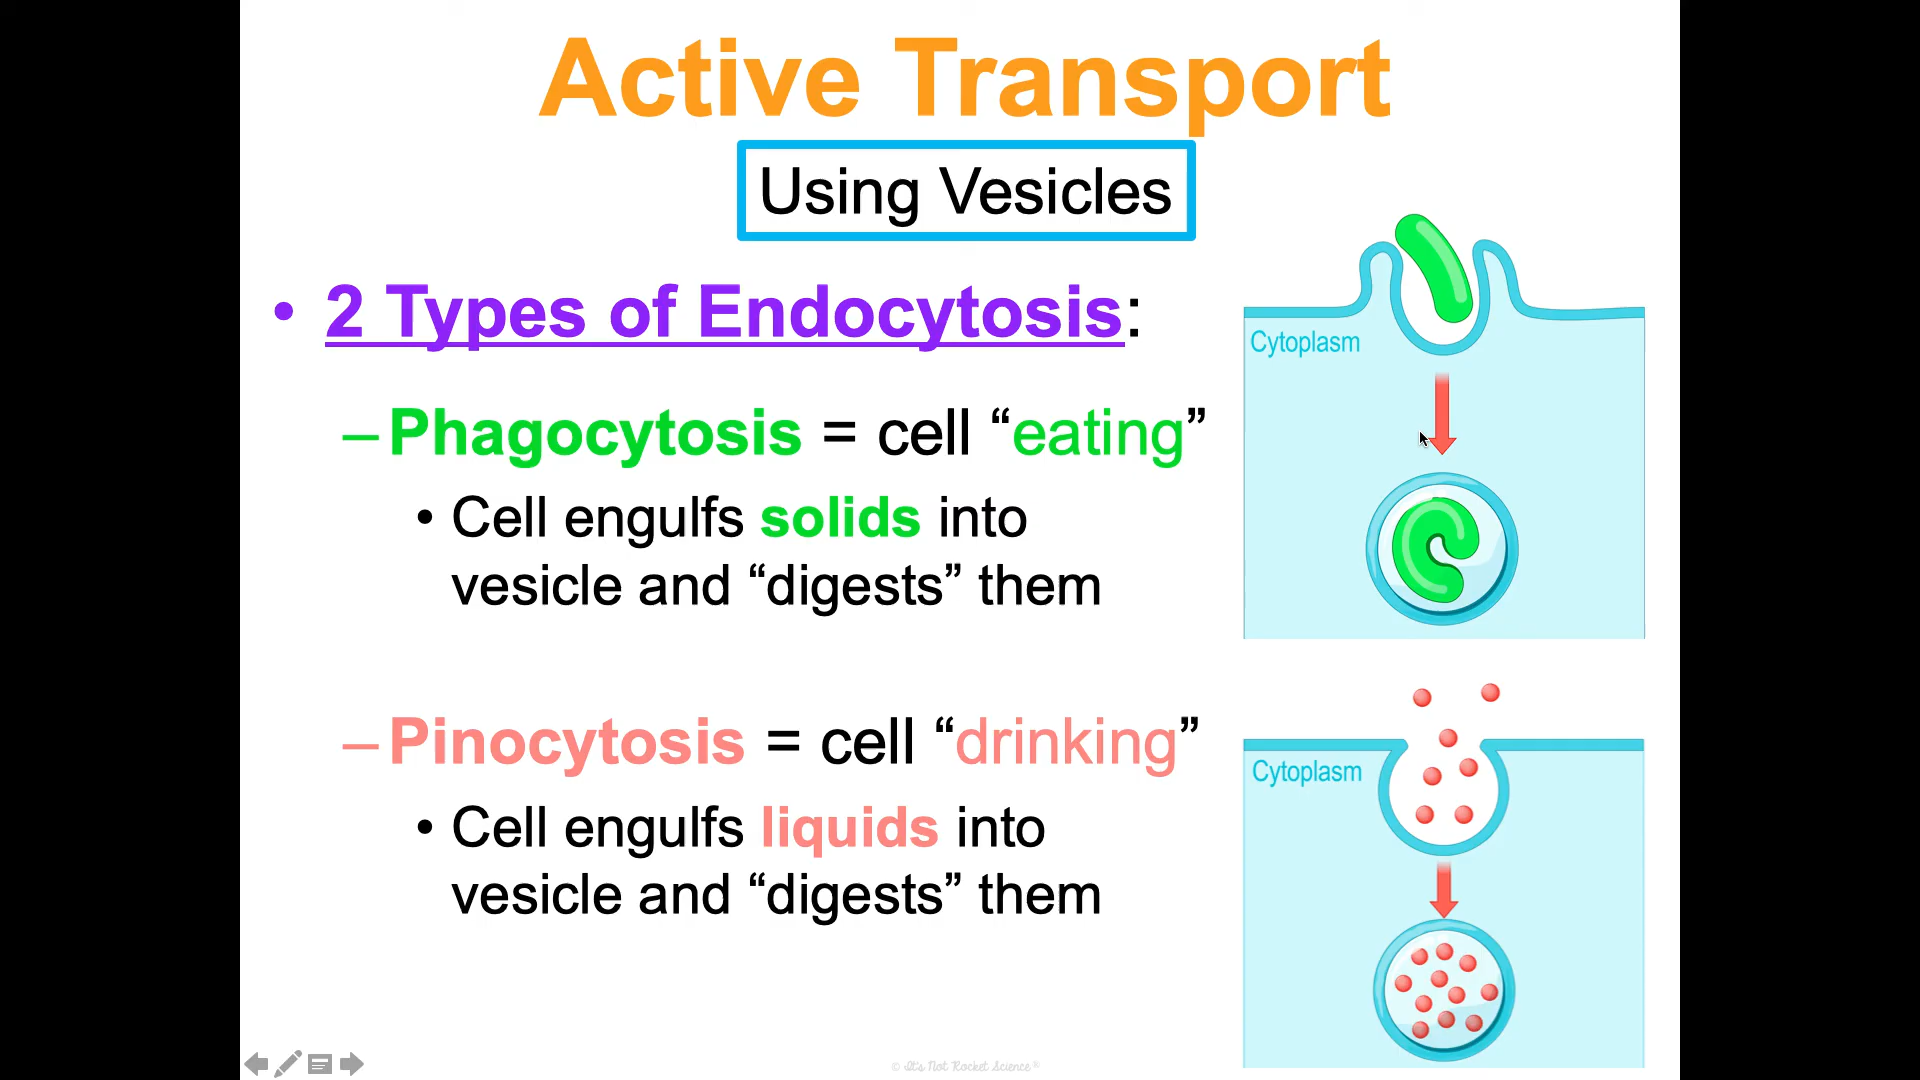 Active Transport
Using Vesicles
• 2 Types of Endocytosis:
– Phagocytosis = cell “eating”
• Cell engulfs solids into
vesicle and “digests” them
– Pinocytosis = cell “drinking”
• Cell engulfs liquids into
vesicle and “digests” them
Cytoplasm
Cytoplasm
© It's Not Rocket Science®